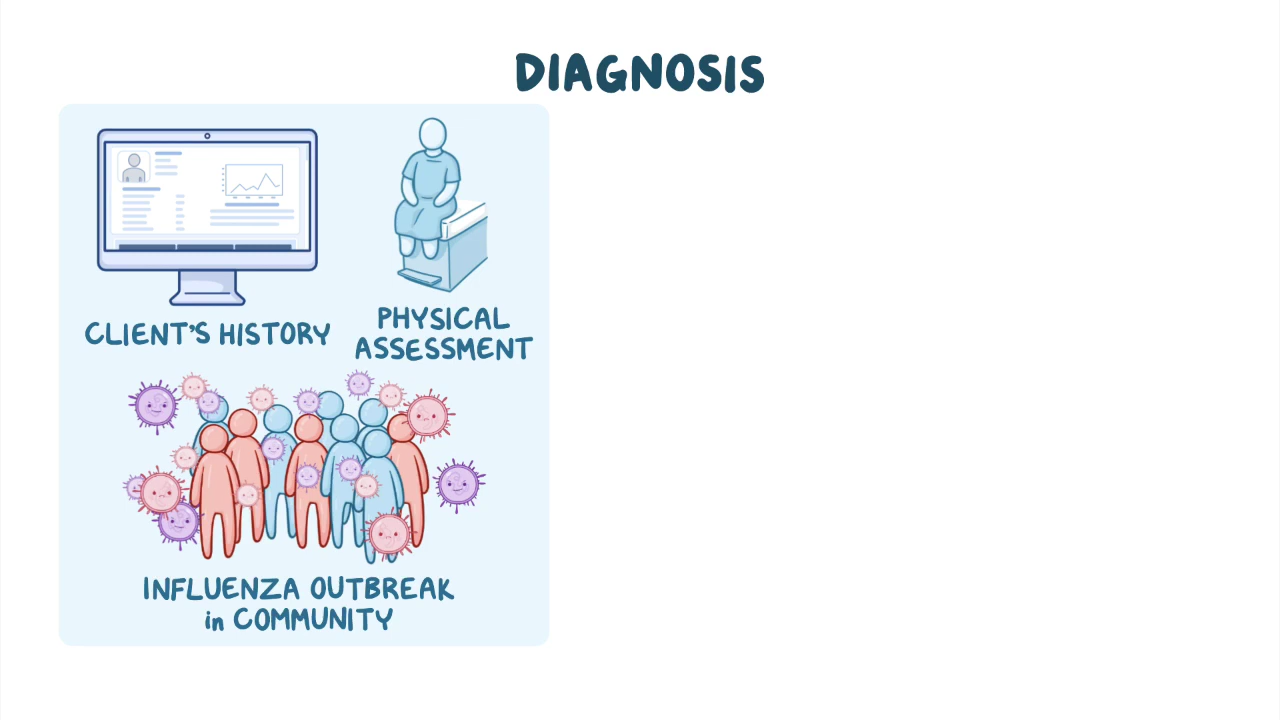 DIAGNOSIS
CLIENT'S HISTORY
PHYSICAL
ASSESSMENT
INFLUENZA OUTBREAK
in COMMUNITY